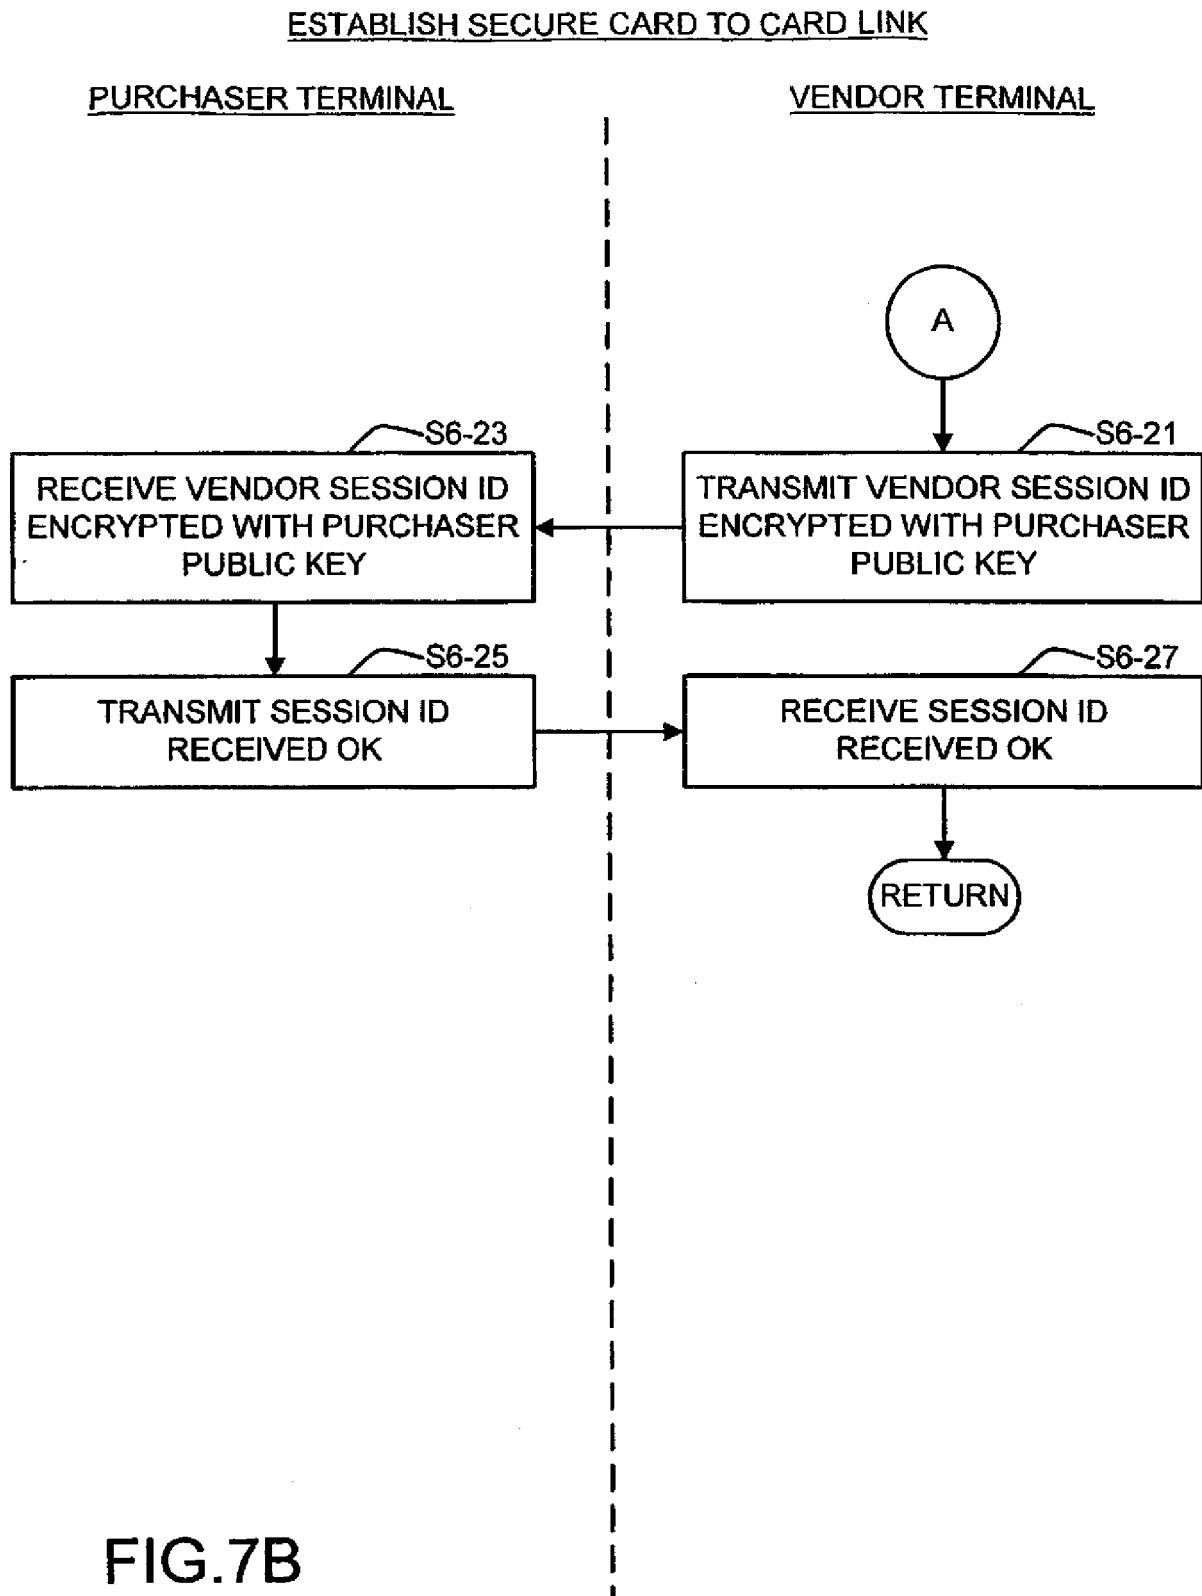 ESTABLISH SECURE CARD TO CARD LINK
PURCHASER TERMINAL
VENDOR TERMINAL
A
S6-23
S6-21
RECEIVE VENDOR SESSION ID
ENCRYPTED WITH PURCHASER
PUBLIC KEY
TRANSMIT VENDOR SESSION ID
ENCRYPTED WITH PURCHASER
PUBLIC KEY
S6-25
S6-27
TRANSMIT SESSION ID
RECEIVED OK
RECEIVE SESSION ID
RECEIVED OK
RETURN
FIG.7B